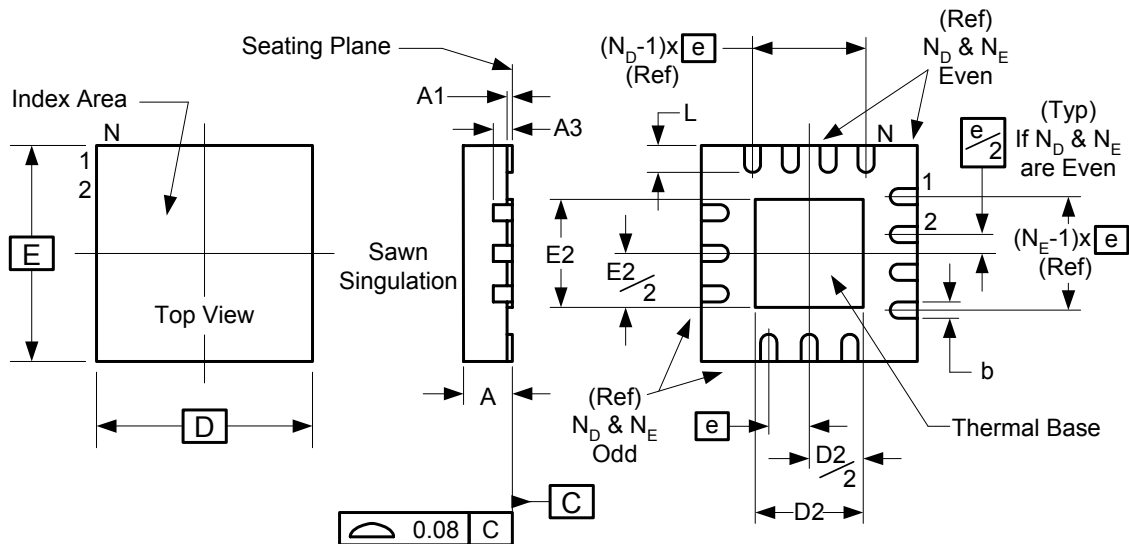 Seating Plane
Index Area
N
1
2
E
Top View
D
A1
A3
Sawn
Singulation
A
0.08 C
C
(N_D-1)x e
(Ref)
(Ref)
N_D & N_E
Even
L
N
e/2
(Typ)
If N_D & N_E
are Even
1
2
(N_E-1)x e
(Ref)
E2
E2/2
b
(Ref)
N_D & N_E
Odd
e
Thermal Base
D2/2
D2